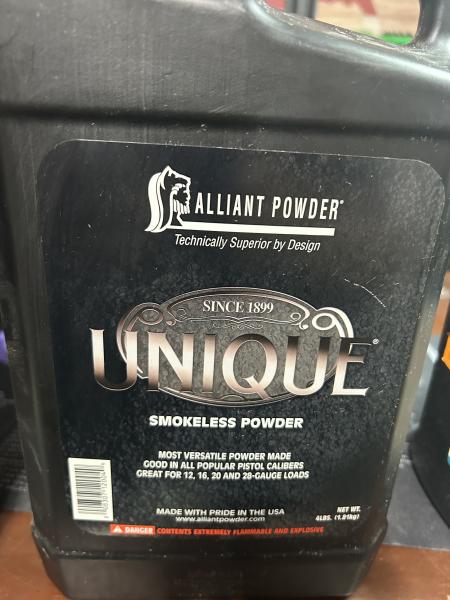 ALLIANT POWDER®
Technically Superior by Design
SINCE 1899
UNIQUE®
SMOKELESS POWDER
MOST VERSATILE POWDER MADE
GOOD IN ALL POPULAR PISTOL CALIBERS
GREAT FOR 12, 16, 20 AND 28-GAUGE LOADS
MADE WITH PRIDE IN THE USA
www.alliantpowder.com
NET WT.
4LBS. (1.81kg)
DANGER CONTENTS EXTREMELY FLAMMABLE AND EXPLOSIVE